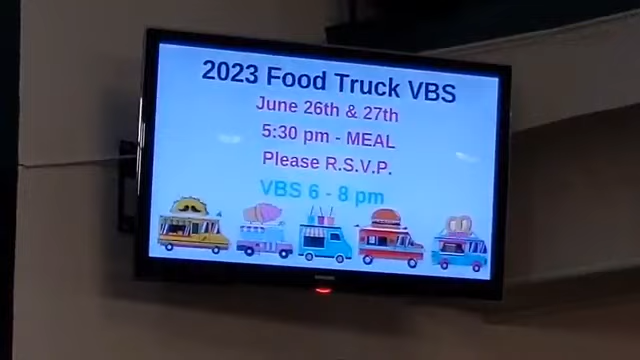 2023 Food Truck VBS
June 26th & 27th
5:30 pm - MEAL
Please R.S.V.P.
VBS 6 - 8 pm